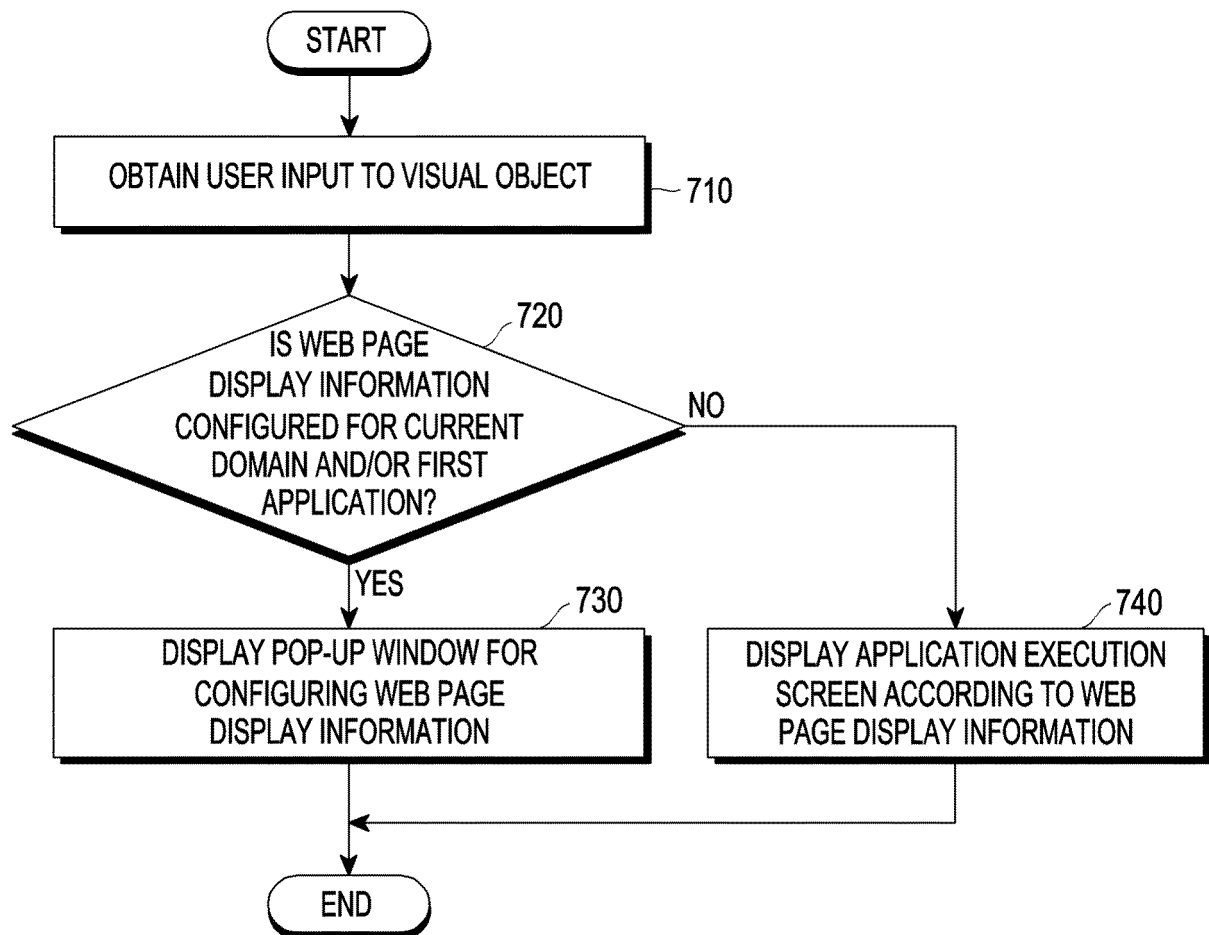 START
OBTAIN USER INPUT TO VISUAL OBJECT
710
720
IS WEB PAGE
DISPLAY INFORMATION
CONFIGURED FOR CURRENT
DOMAIN AND/OR FIRST
APPLICATION?
NO
YES
730
DISPLAY POP-UP WINDOW FOR
CONFIGURING WEB PAGE
DISPLAY INFORMATION
740
DISPLAY APPLICATION EXECUTION
SCREEN ACCORDING TO WEB
PAGE DISPLAY INFORMATION
END